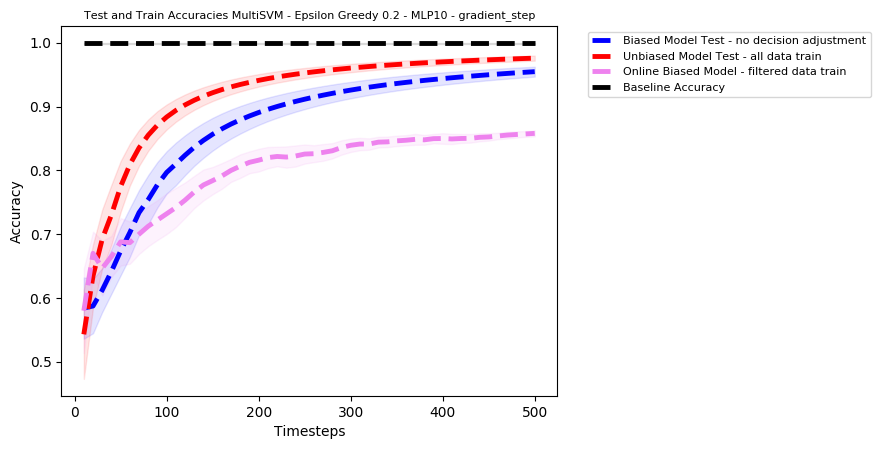 Test and Train Accuracies MultiSVM - Epsilon Greedy 0.2 - MLP10 - gradient_step
Biased Model Test - no decision adjustment
Unbiased Model Test - all data train
Online Biased Model - filtered data train
Baseline Accuracy
Accuracy
1.0
0.9
0.8
0.7
0.6
0.5
0
100
200
300
400
500
Timesteps